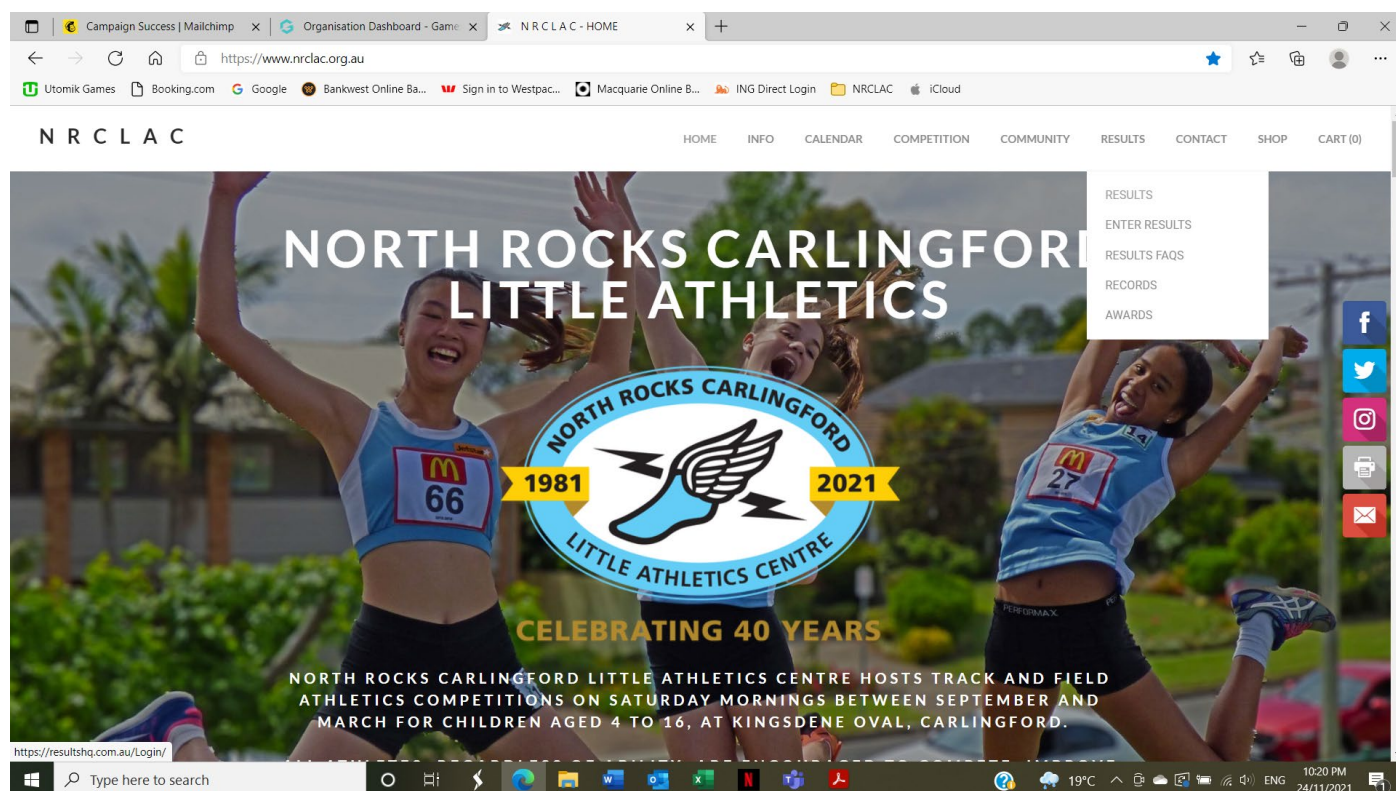 Campaign Success | Mailchimp
Organisation Dashboard - Game
N R C L A C - HOME
https://www.nrclac.org.au
Utomik Games
Booking.com
Google
Bankwest Online Ba...
Sign in to Westpac...
Macquarie Online B...
ING Direct Login
NRCLAC
iCloud
N R C L A C
HOME INFO CALENDAR COMPETITION COMMUNITY RESULTS CONTACT SHOP CART (0)
RESULTS
ENTER RESULTS
RESULTS FAQS
RECORDS
AWARDS
NORTH ROCKS CARLINGFOR
LITTLE ATHLETICS
NORTH ROCKS CARLINGFORD
1981 2021
LITTLE ATHLETICS CENTRE
66
14
27
PERFORMAX
CELEBRATING 40 YEARS
NORTH ROCKS CARLINGFORD LITTLE ATHLETICS CENTRE HOSTS TRACK AND FIELD
ATHLETICS COMPETITIONS ON SATURDAY MORNINGS BETWEEN SEPTEMBER AND
MARCH FOR CHILDREN AGED 4 TO 16, AT KINGSDENE OVAL, CARLINGFORD.
https://resultshq.com.au/Login/
Type here to search
19°C
ENG
10:20 PM
24/11/2021